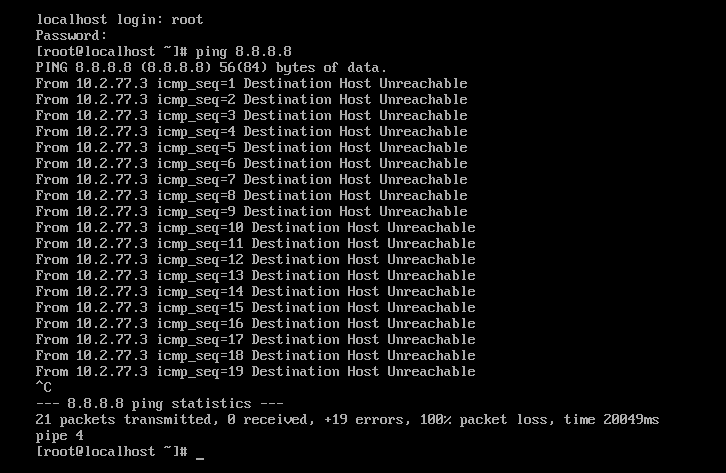 localhost login: root
Password:
[root@localhost ~]# ping 8.8.8.8
PING 8.8.8.8 (8.8.8.8) 56(84) bytes of data.
From 10.2.77.3 icmp_seq=1 Destination Host Unreachable
From 10.2.77.3 icmp_seq=2 Destination Host Unreachable
From 10.2.77.3 icmp_seq=3 Destination Host Unreachable
From 10.2.77.3 icmp_seq=4 Destination Host Unreachable
From 10.2.77.3 icmp_seq=5 Destination Host Unreachable
From 10.2.77.3 icmp_seq=6 Destination Host Unreachable
From 10.2.77.3 icmp_seq=7 Destination Host Unreachable
From 10.2.77.3 icmp_seq=8 Destination Host Unreachable
From 10.2.77.3 icmp_seq=9 Destination Host Unreachable
From 10.2.77.3 icmp_seq=10 Destination Host Unreachable
From 10.2.77.3 icmp_seq=11 Destination Host Unreachable
From 10.2.77.3 icmp_seq=12 Destination Host Unreachable
From 10.2.77.3 icmp_seq=13 Destination Host Unreachable
From 10.2.77.3 icmp_seq=14 Destination Host Unreachable
From 10.2.77.3 icmp_seq=15 Destination Host Unreachable
From 10.2.77.3 icmp_seq=16 Destination Host Unreachable
From 10.2.77.3 icmp_seq=17 Destination Host Unreachable
From 10.2.77.3 icmp_seq=18 Destination Host Unreachable
From 10.2.77.3 icmp_seq=19 Destination Host Unreachable
^C
--- 8.8.8.8 ping statistics ---
21 packets transmitted, 0 received, +19 errors, 100% packet loss, time 20049ms
pipe 4
[root@localhost ~]# _